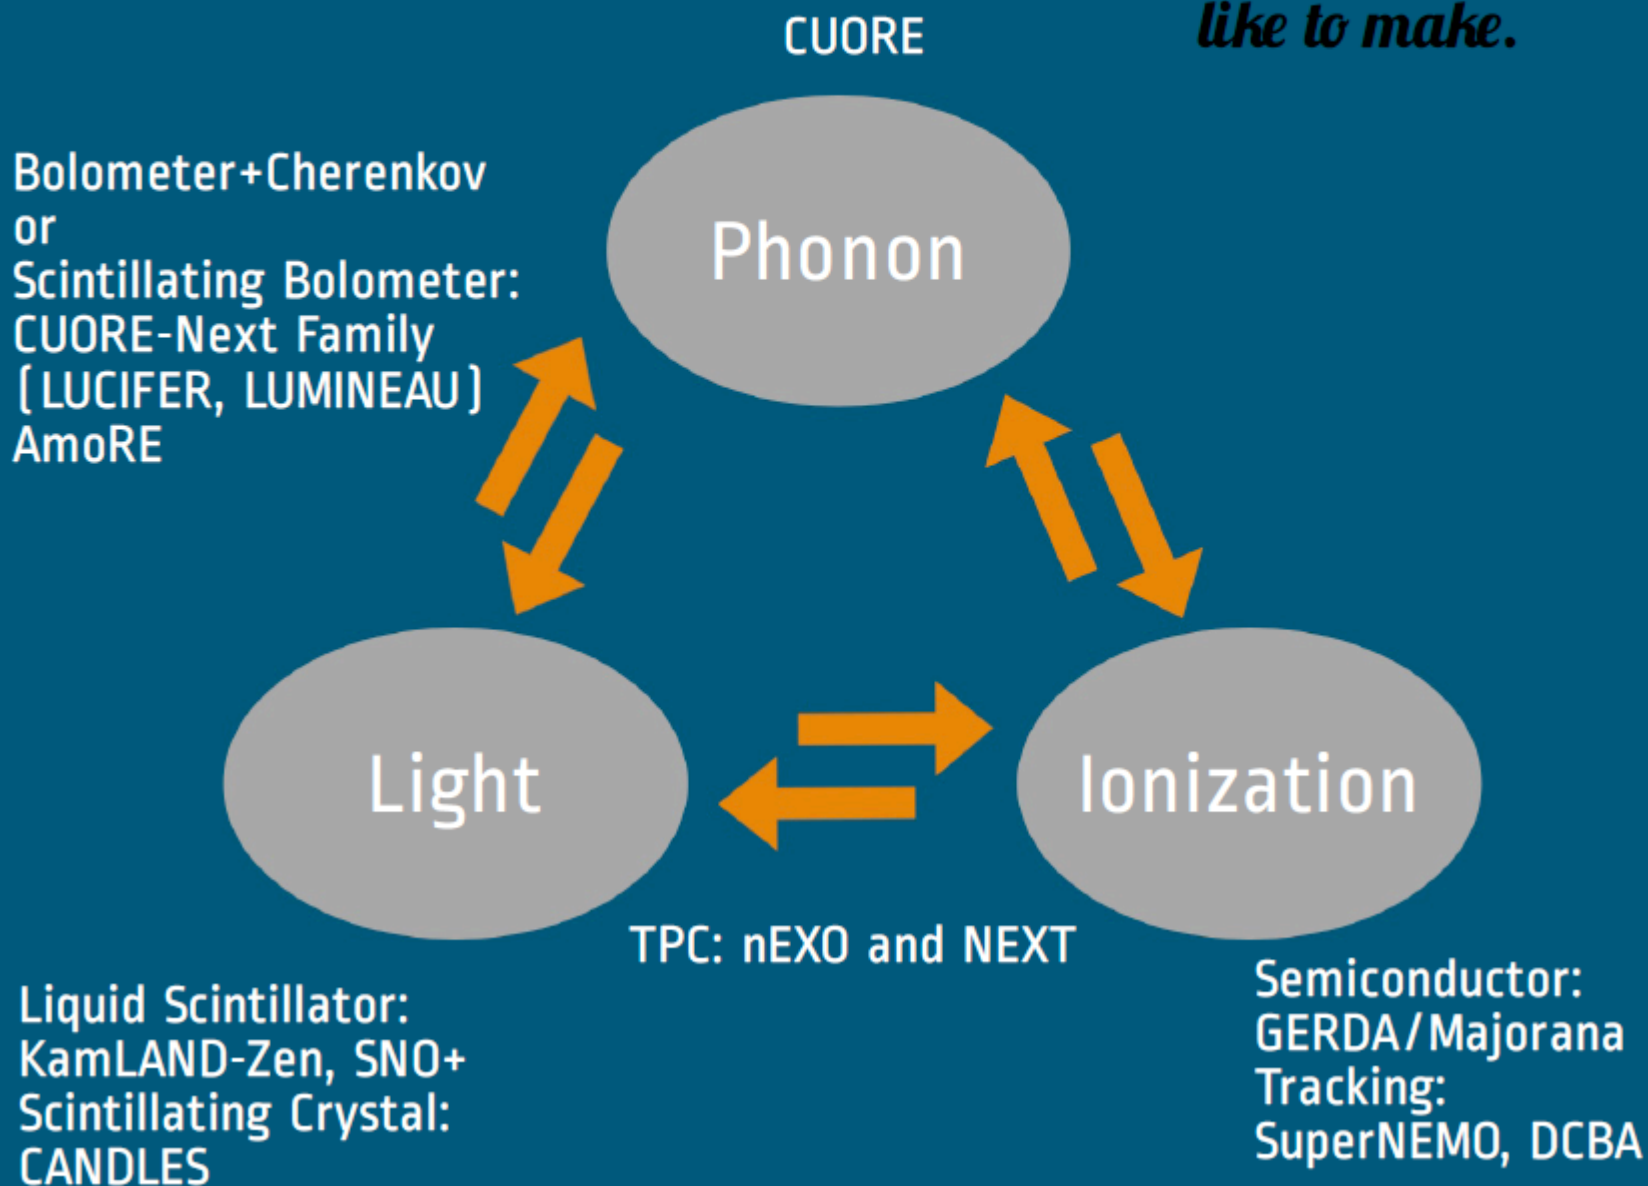 CUORE
like to make.
Bolometer+Cherenkov
or
Scintillating Bolometer:
CUORE-Next Family
(LUCIFER, LUMINEAU)
AmoRE
Phonon
Light
Ionization
TPC: nEXO and NEXT
Liquid Scintillator:
KamLAND-Zen, SNO+
Scintillating Crystal:
CANDLES
Semiconductor:
GERDA/Majorana
Tracking:
SuperNEMO, DCBA